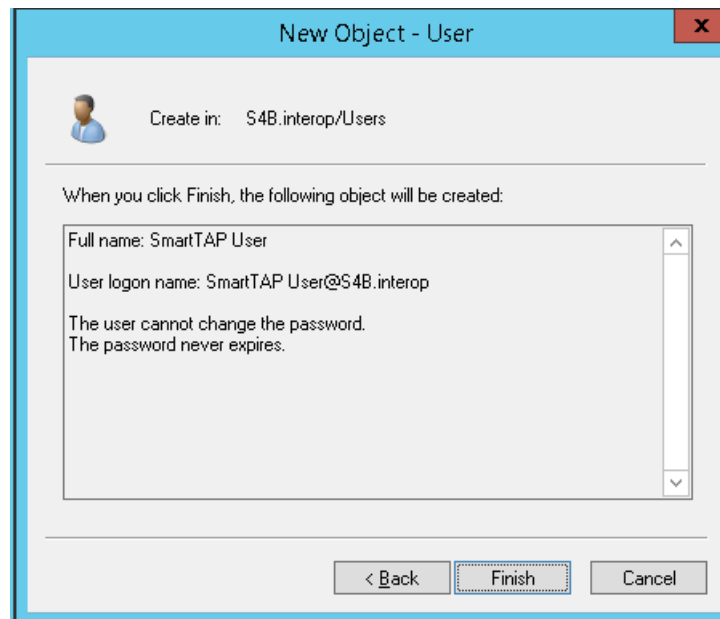 New Object - User
x
Create in: S4B.interop/Users
When you click Finish, the following object will be created:
Full name: SmartTAP User
User logon name: SmartTAP User@S4B.interop
The user cannot change the password.
The password never expires.
< Back Finish Cancel